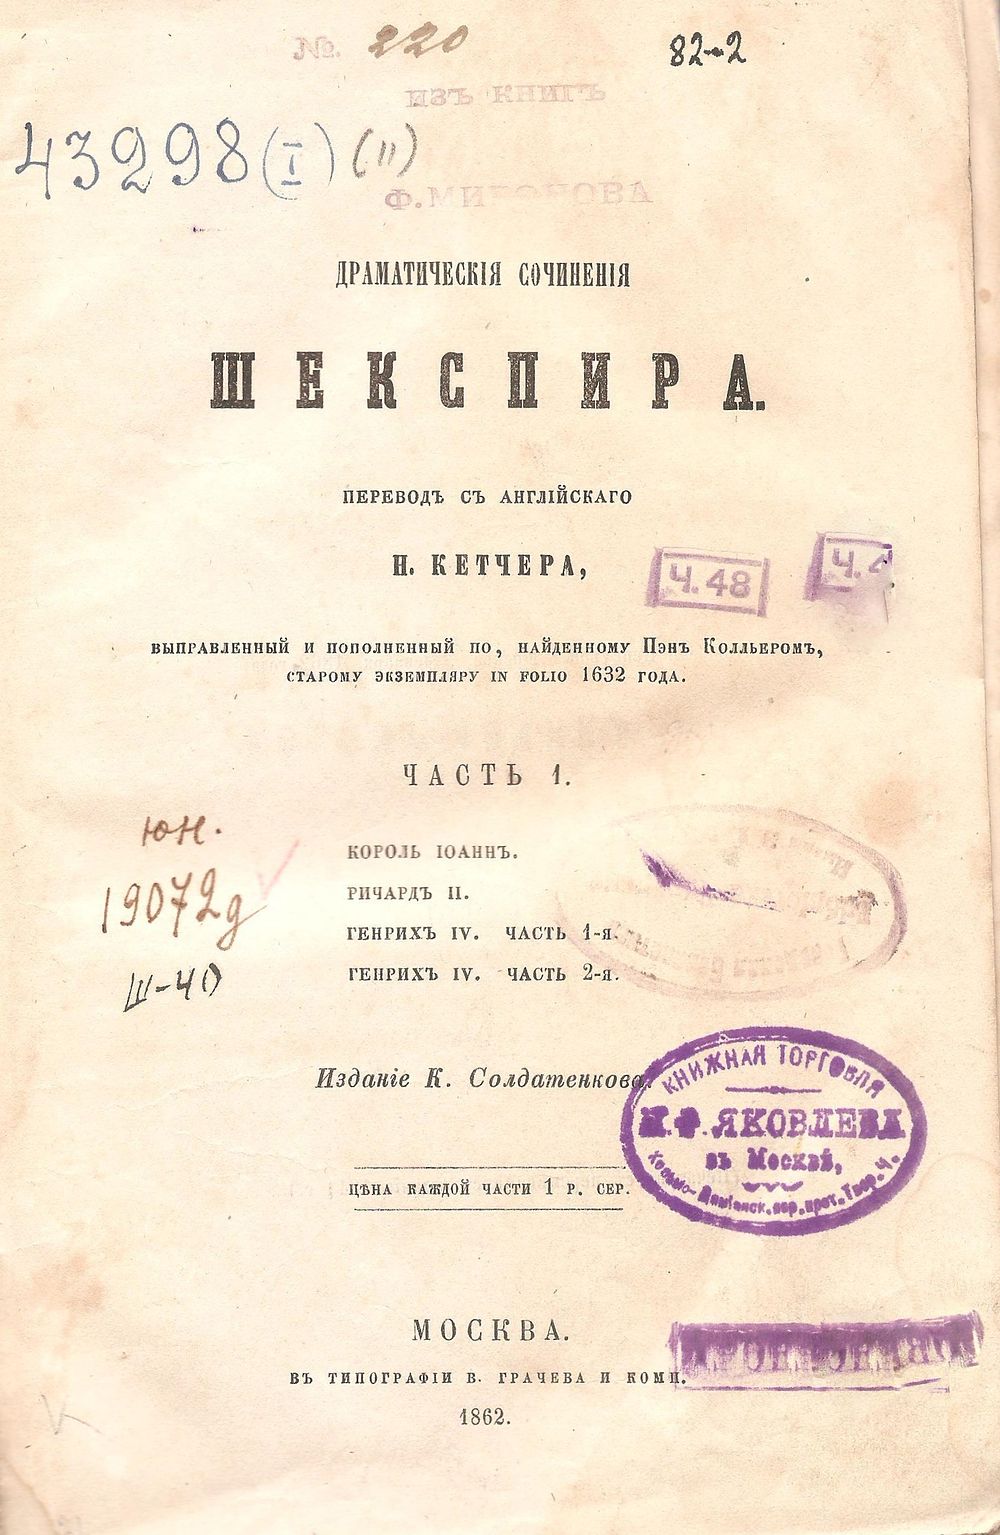 №. 220
82-2
ИЗЪ КНИГЪ
43298 (I) (II)
Ф. МИРОНОВА
ДРАМАТИЧЕСКІЯ СОЧИНЕНІЯ
ШЕКСПИРА.
ПЕРЕВОДЪ СЪ АНГЛІЙСКАГО
Н. КЕТЧЕРА,
Ч. 48
Ч. 4
ВЫПРАВЛЕННЫЙ И ПОПОЛНЕННЫЙ ПО, НАЙДЕННОМУ ПЭНЪ КОЛЛЬЕРОМЪ,
СТАРОМУ ЭКЗЕМПЛЯРУ IN FOLIO 1632 ГОДА.
ЧАСТЬ 1.
ЮН.
19072д
Ш-40
КОРОЛЬ ІОАННЪ.
РИЧАРДЪ II.
ГЕНРИХЪ IV. ЧАСТЬ 1-я.
ГЕНРИХЪ IV. ЧАСТЬ 2-я.
Изданіе К. Солдатенкова.
КНИЖНАЯ ТОРГОВЛЯ
И.Ф. ЯКОВЛЕВА
въ Москвѣ,
ЦѢНА КАЖДОЙ ЧАСТИ 1 Р. СЕР.
МОСКВА.
ВЪ ТИПОГРАФІИ В. ГРАЧЕВА И КОМП.
1862.